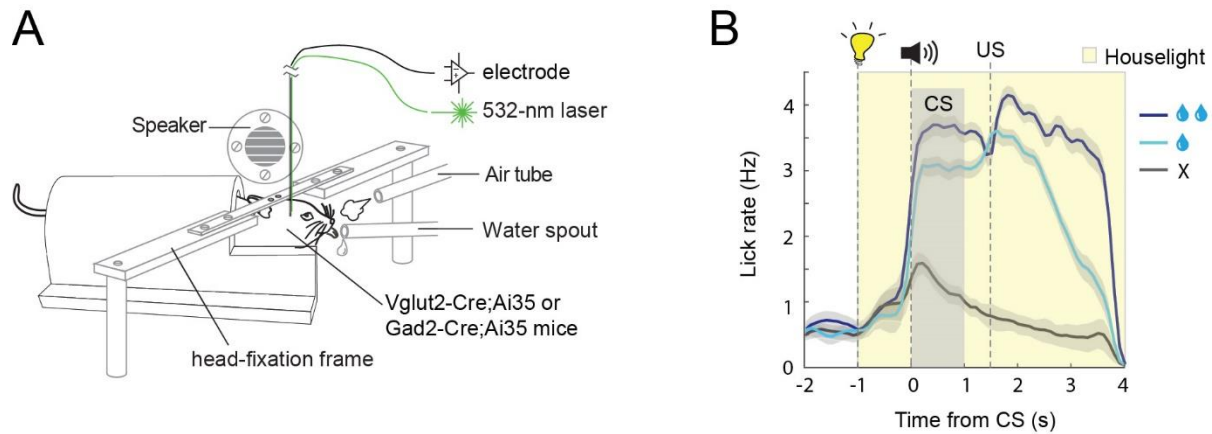 A
electrode
532-nm laser
Speaker
Air tube
Water spout
Vglut2-Cre;Ai35 or
Gad2-Cre;Ai35 mice
head-fixation frame
B
US
Houselight
CS
X
Lick rate (Hz)
4
3
2
1
0
-2 -1 0 1 2 3 4
Time from CS (s)